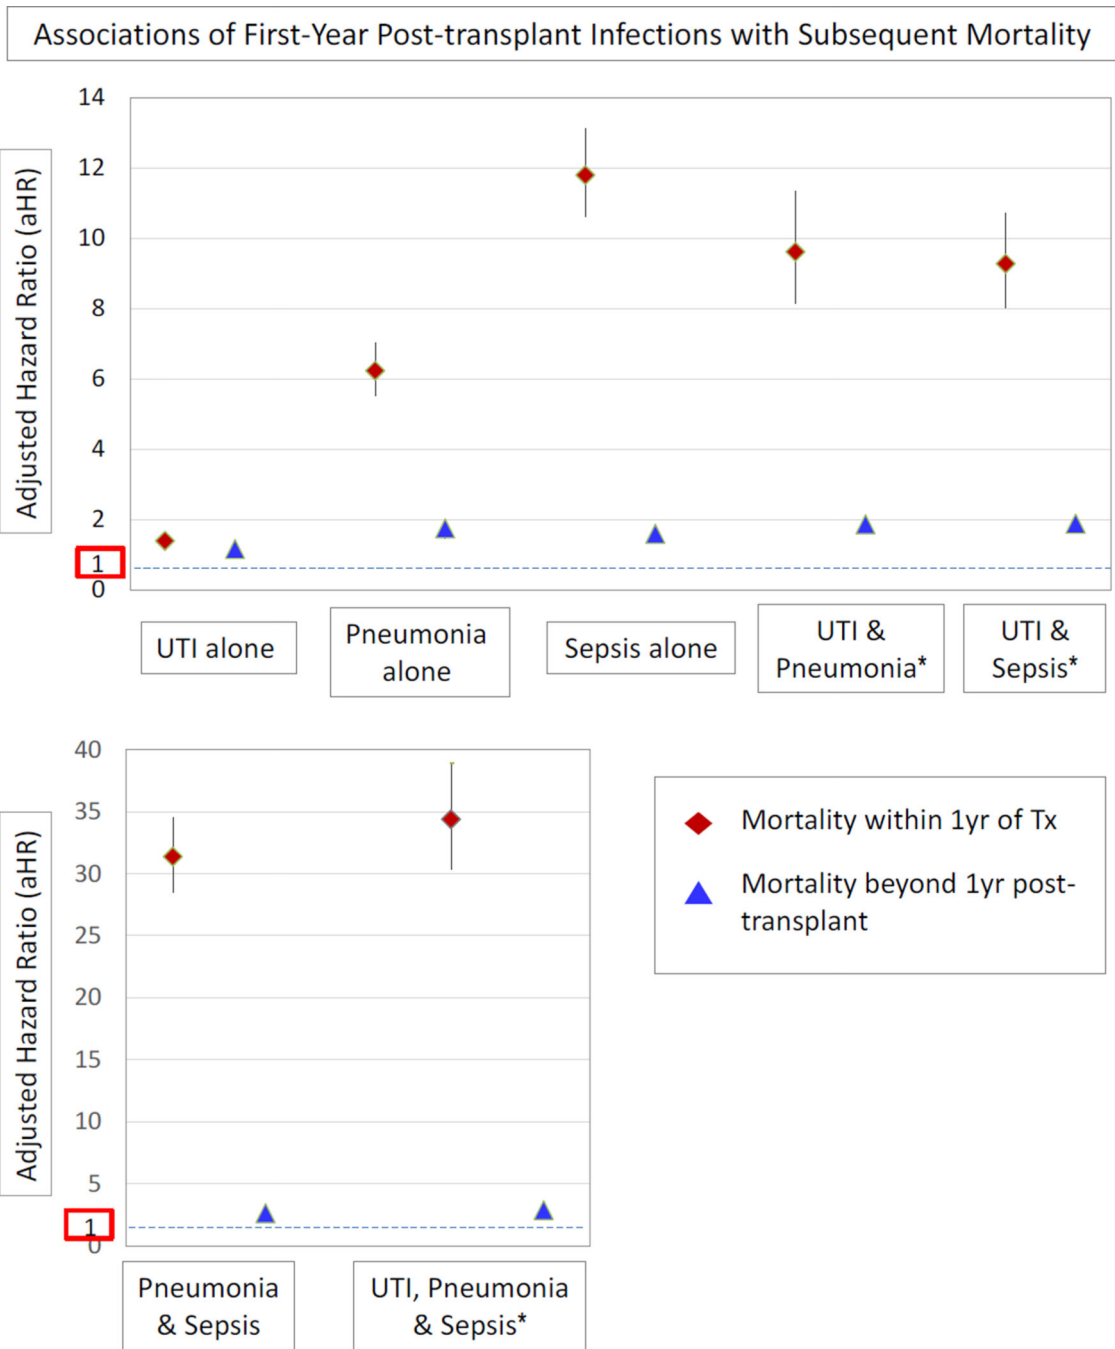 Associations of First-Year Post-transplant Infections with Subsequent Mortality
Adjusted Hazard Ratio (aHR)
14
12
10
8
6
4
2
1
0
UTI alone
Pneumonia
alone
Sepsis alone
UTI &
Pneumonia*
UTI &
Sepsis*
Adjusted Hazard Ratio (aHR)
40
35
30
25
20
15
10
5
1
0
Pneumonia
& Sepsis
UTI, Pneumonia
& Sepsis*
Mortality within 1yr of Tx
Mortality beyond 1yr post-
transplant